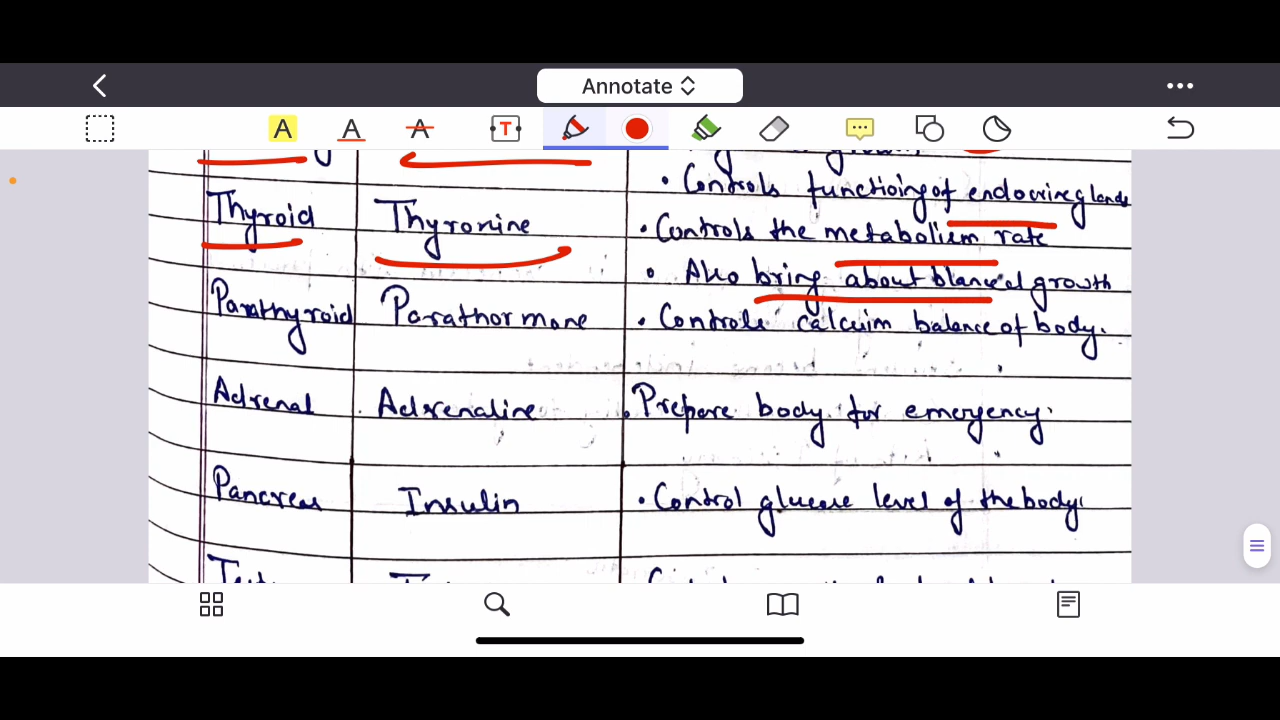 Annotate
• Controls functioing of endocrine glands
Thyroid Thyronine • Controls the metabolism rate
• Also bring about blanced growth
Parathyroid Parathormone • Controls calcuim balance of body.
Adrenal Adrenaline • Prepare body for emergency.
Pancreas Insulin • Control glucose level of the body.